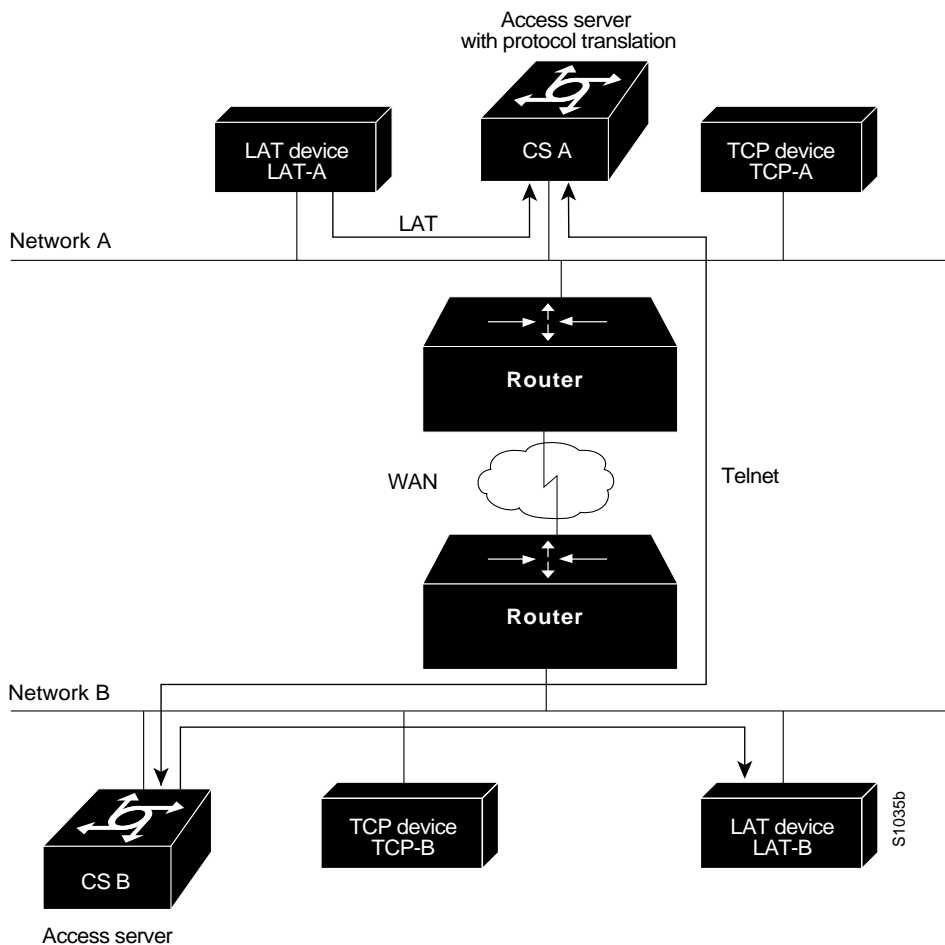 Access server
with protocol translation
LAT device
LAT-A
CS A
TCP device
TCP-A
LAT
Network A
Router
WAN
Telnet
Router
Network B
TCP device
TCP-B
LAT device
LAT-B
S1035b
CS B
Access server